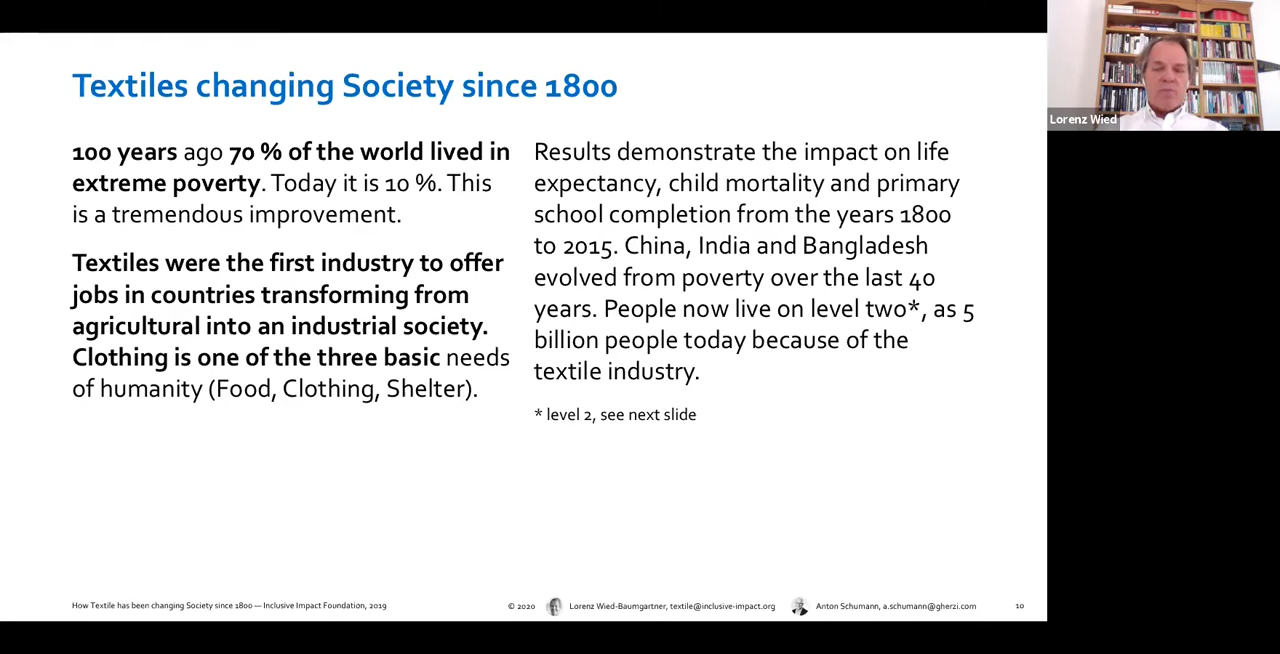 Textiles changing Society since 1800
100 years ago 70 % of the world lived in
extreme poverty. Today it is 10 %. This
is a tremendous improvement.
Textiles were the first industry to offer
jobs in countries transforming from
agricultural into an industrial society.
Clothing is one of the three basic needs
of humanity (Food, Clothing, Shelter).
Results demonstrate the impact on life
expectancy, child mortality and primary
school completion from the years 1800
to 2015. China, India and Bangladesh
evolved from poverty over the last 40
years. People now live on level two*, as 5
billion people today because of the
textile industry.
* level 2, see next slide
How Textile has been changing Society since 1800 — Inclusive Impact Foundation, 2019
© 2020 Lorenz Wied-Baumgartner, textile@inclusive-impact.org Anton Schumann, a.schumann@gherzi.com 10
Lorenz Wied